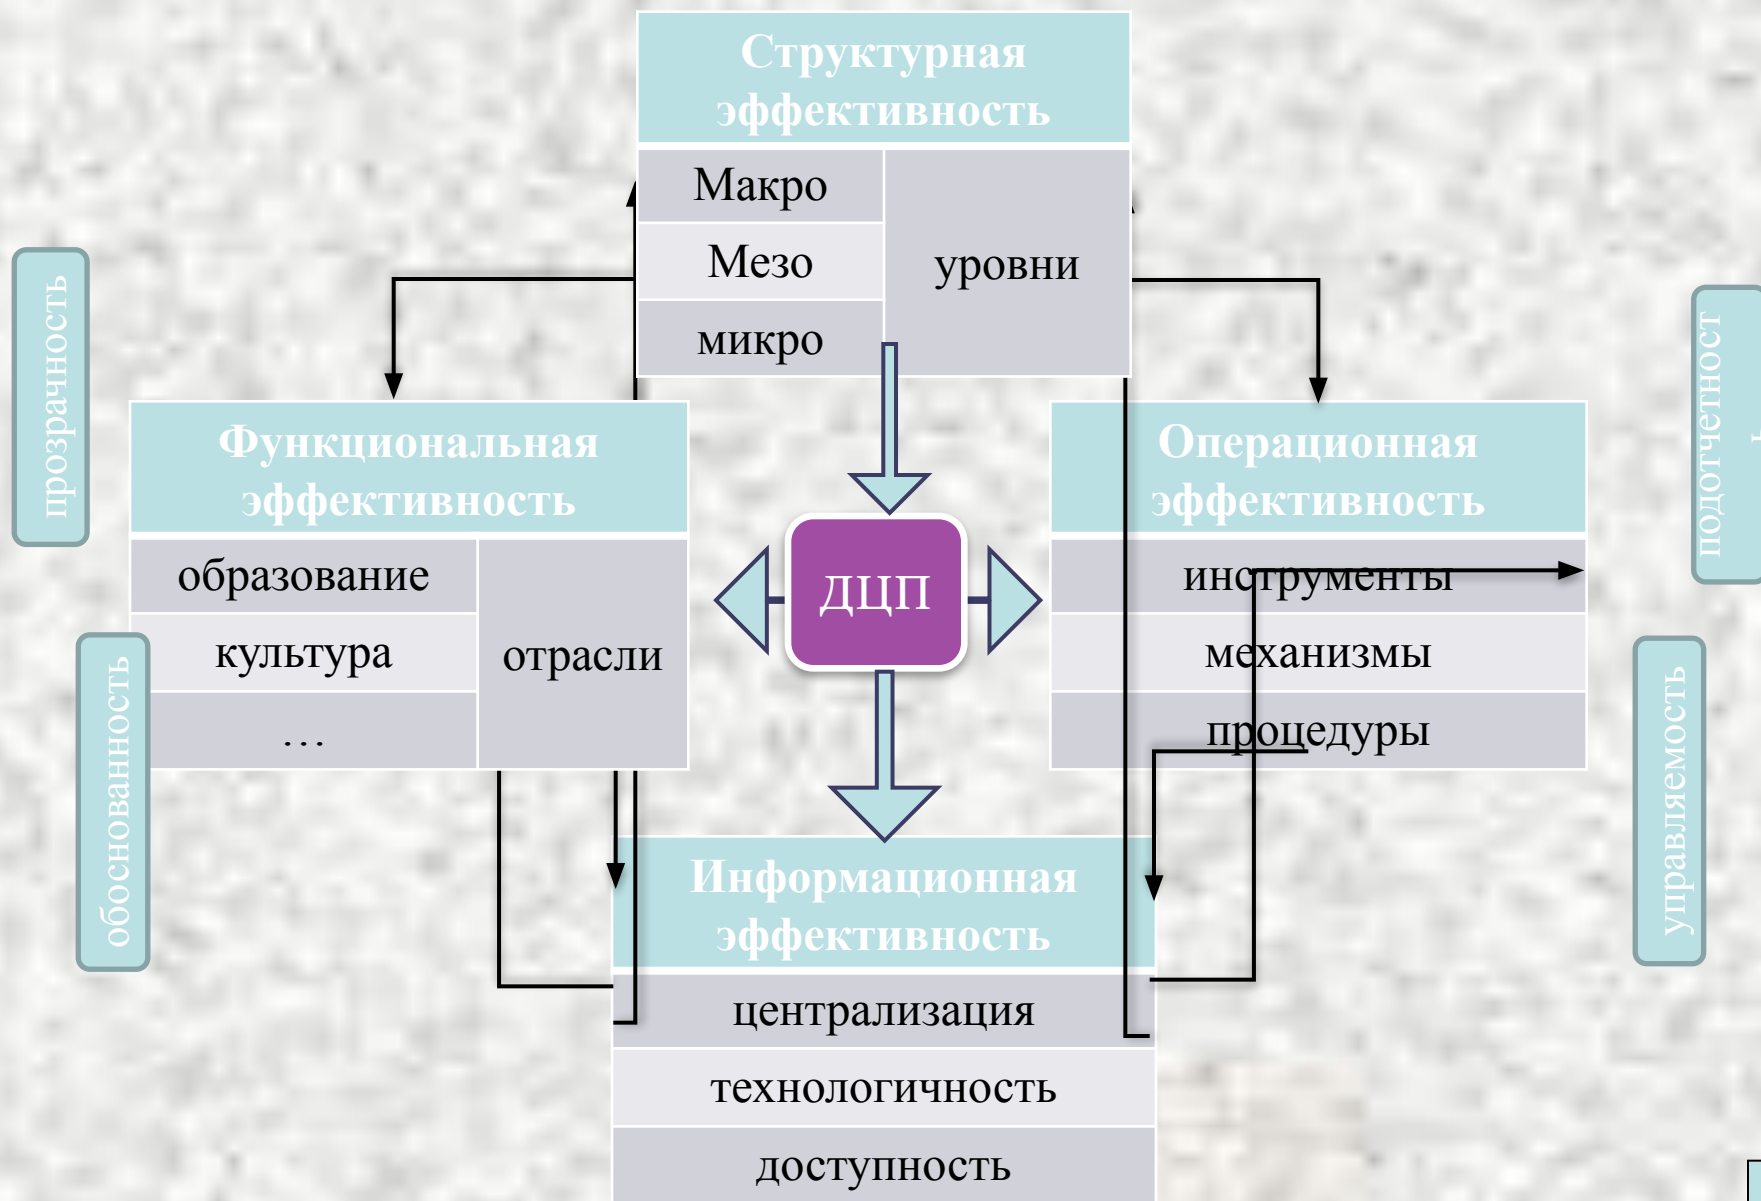 Структурная
эффективность
Макро
Мезо
микро
уровни
прозрачность
подотчетност
ь
Функциональная
эффективность
образование
культура
…
отрасли
ДЦП
Операционная
эффективность
инструменты
механизмы
процедуры
обоснованность
управляемость
Информационная
эффективность
централизация
технологичность
доступность